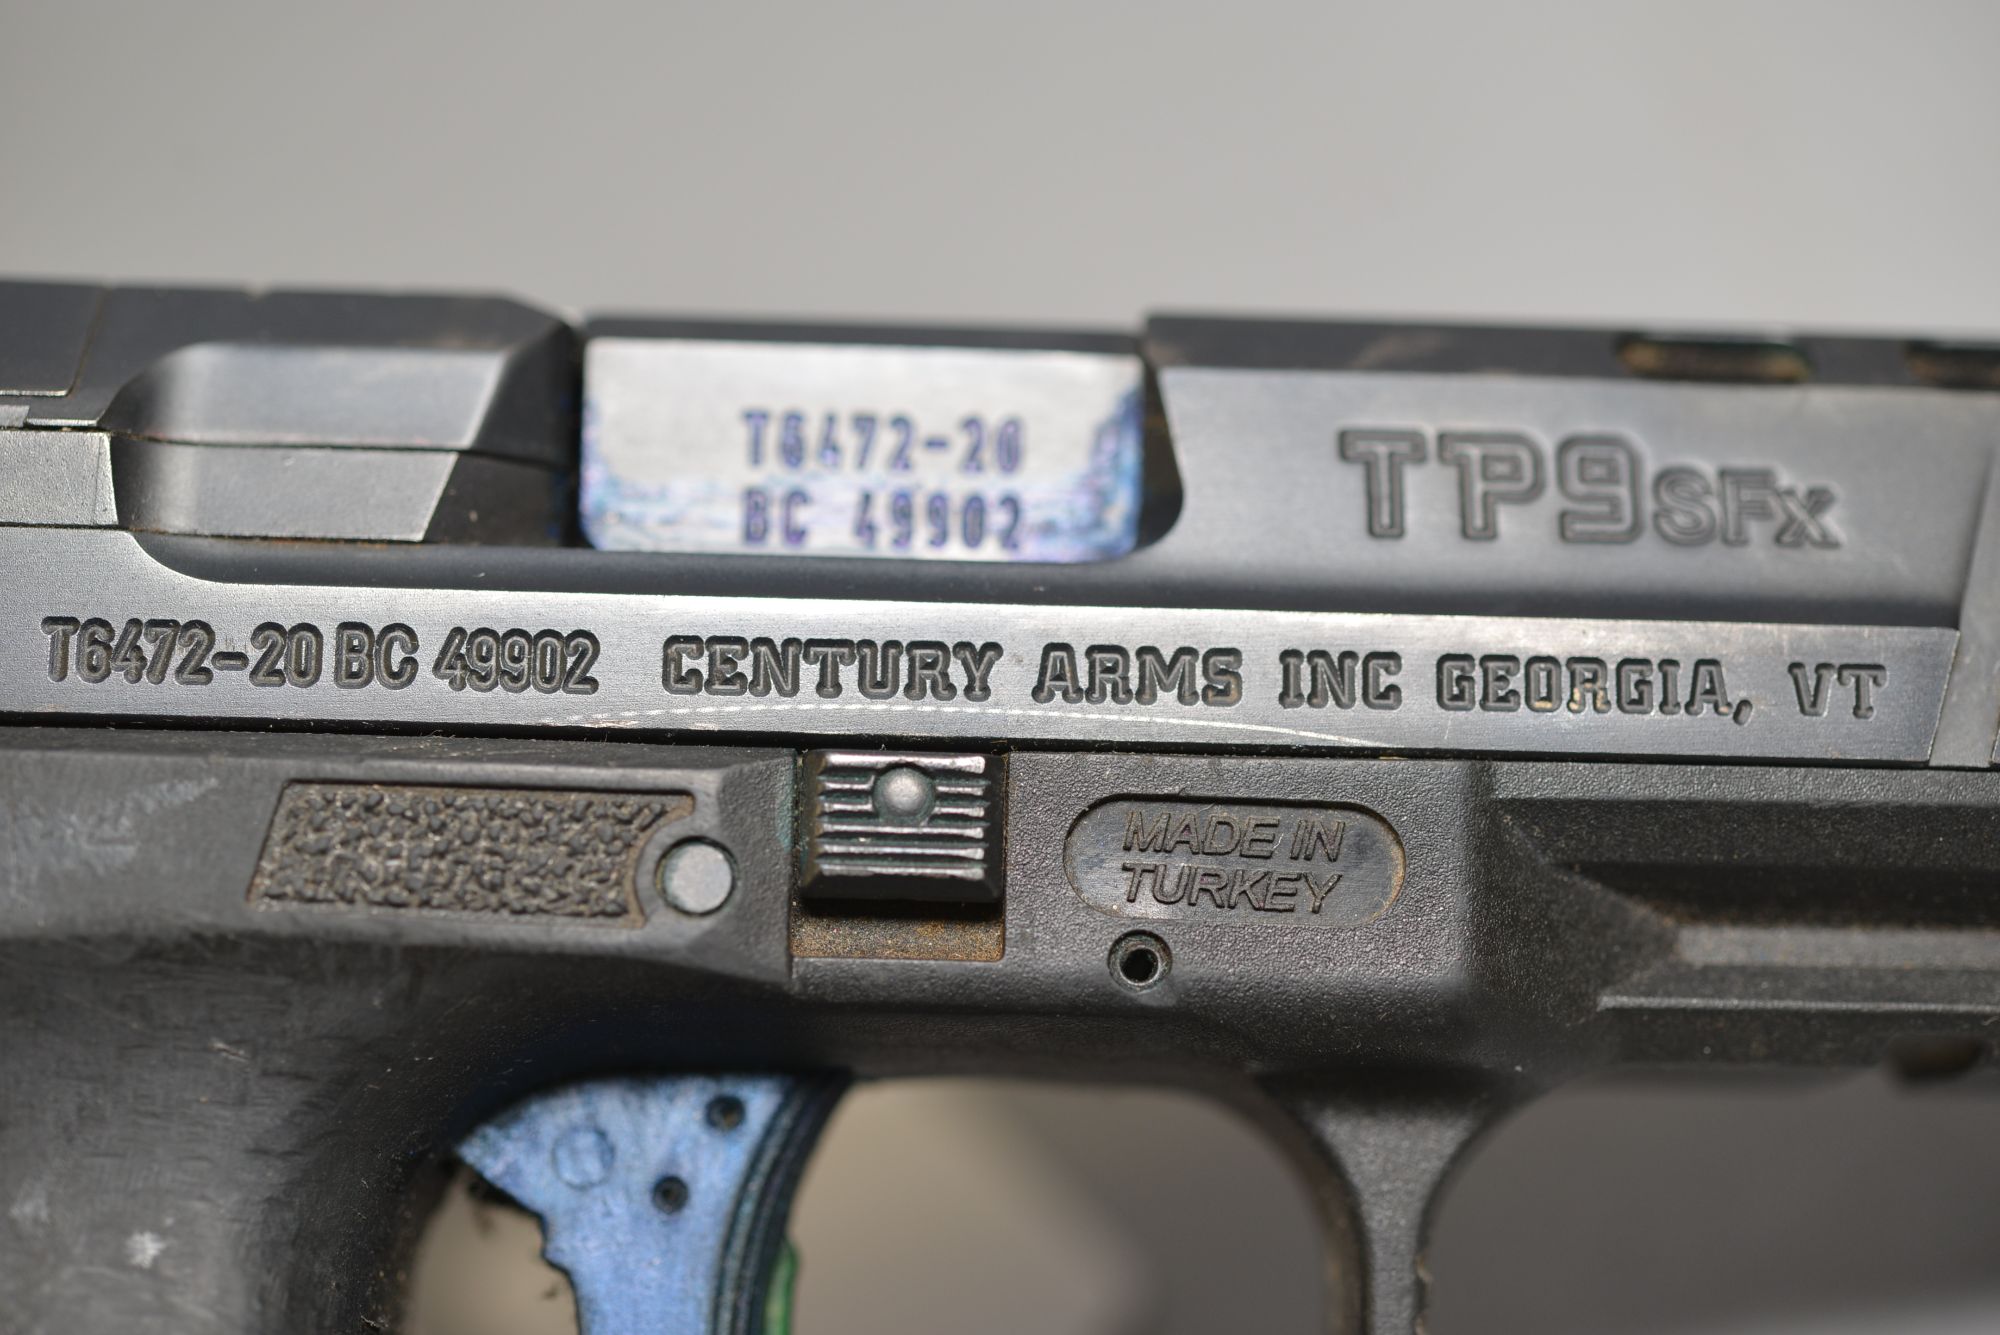 T6472-20
BC 49902
TP9SFx
T6472-20 BC 49902 CENTURY ARMS INC GEORGIA, VT
MADE IN
TURKEY